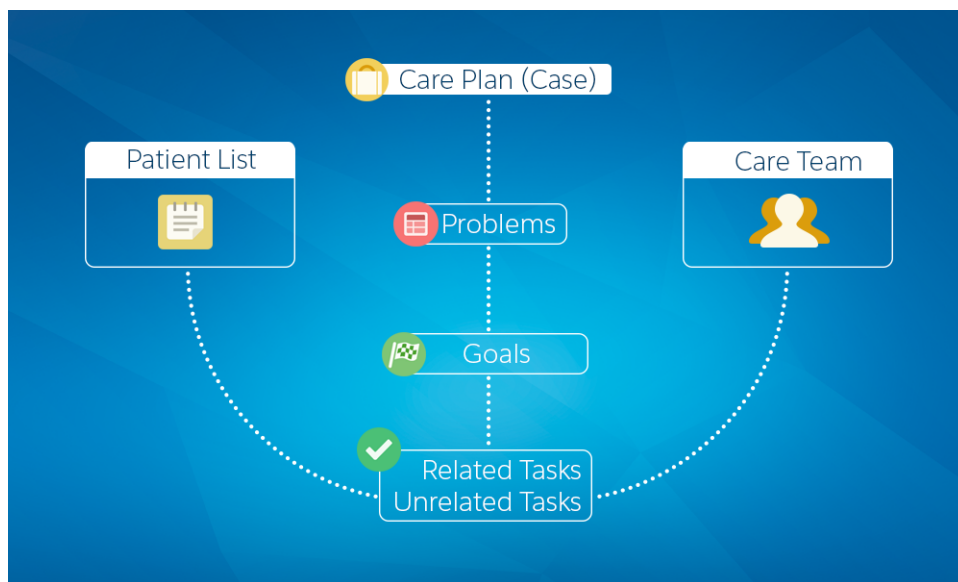 Care Plan (Case)
Patient List
Care Team
Problems
Goals
Related Tasks
Unrelated Tasks